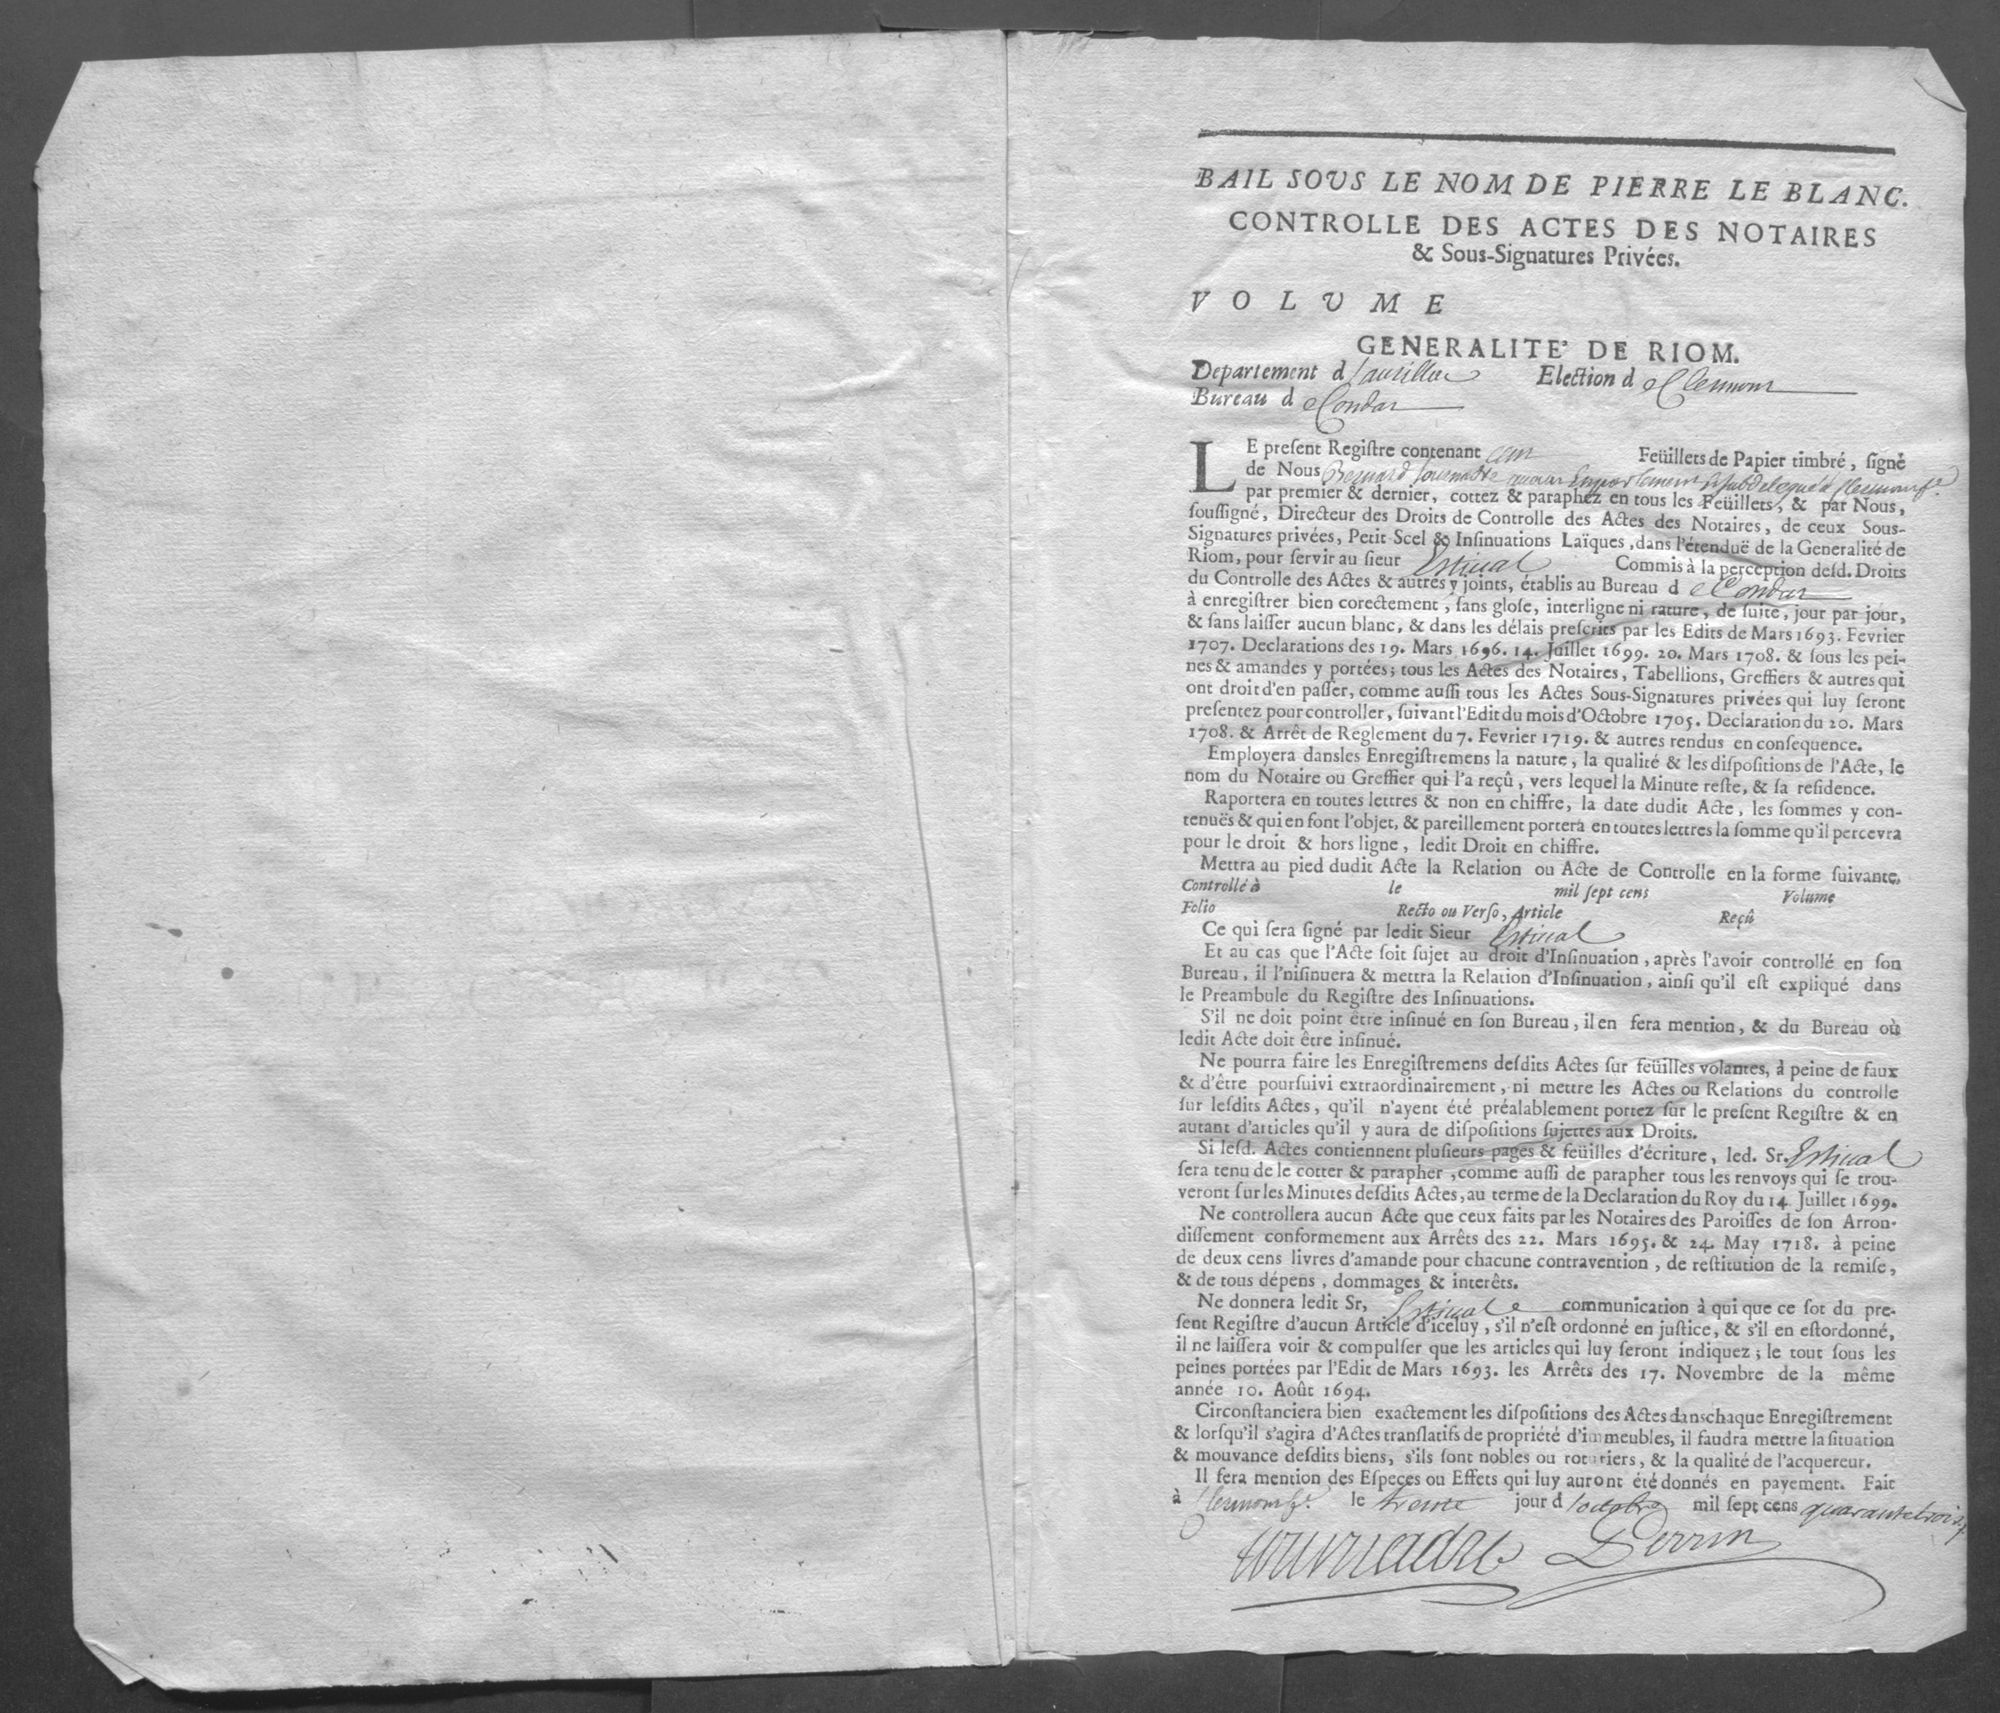 BAIL SOUS LE NOM DE PIERRE LE BLANC.
CONTROLLE DES ACTES DES NOTAIRES
& Sous-Signatures Privées.
VOLUME
GENERALITE' DE RIOM.
Departement d'aurillac Election de Clermont
Bureau de Condat
LE preſent Regiſtre contenant cent Feüillets de Papier timbré, ſigné
de Nous Bernard avocat en parlement subdelegué a Clermont
par premier & dernier, cottez & paraphez en tous les Feüillets, & par Nous,
ſouſſigné, Directeur des Droits de Controlle des Actes des Notaires, de ceux Sous-
Signatures privées, Petit Scel & Inſinuations Laïques, dans l'étenduë de la Generalité de
Riom, pour ſervir au ſieur Estival Commis à la perception deſd. Droits
du Controlle des Actes & autres y joints, établis au Bureau de Condat
à enregiſtrer bien corectement, ſans gloſe, interligne ni rature, de ſuite, jour par jour,
& ſans laiſſer aucun blanc, & dans les délais preſcrits par les Edits de Mars 1693. Fevrier
1707. Declarations des 19. Mars 1696. 14. Juillet 1699. 20. Mars 1708. & ſous les pei-
nes & amandes y portées; tous les Actes des Notaires, Tabellions, Greffiers & autres qui
ont droit d'en paſſer, comme auſſi tous les Actes Sous-Signatures privées qui luy ſeront
preſentez pour controller, ſuivant l'Edit du mois d'Octobre 1705. Declaration du 20. Mars
1708. & Arrêt de Reglement du 7. Fevrier 1719. & autres rendus en conſequence.
Employera dansles Enregiſtremens la nature, la qualité & les diſpoſitions de l'Acte, le
nom du Notaire ou Greffier qui l'a reçû, vers lequel la Minute reſte, & ſa reſidence.
Raportera en toutes lettres & non en chiffre, la date dudit Acte, les ſommes y con-
tenuës & qui en font l'objet, & pareillement portera en toutes lettres la ſomme qu'il percevra
pour le droit & hors ligne, ledit Droit en chiffre.
Mettra au pied dudit Acte la Relation ou Acte de Controlle en la forme ſuivante,
Controllé à le mil ſept cens Volume
Folio Recto ou Verſo, Article Reçû
Ce qui ſera ſigné par ledit Sieur Estival
Et au cas que l'Acte ſoit ſujet au droit d'Inſinuation, après l'avoir controllé en ſon
Bureau, il l'niſinuera & mettra la Relation d'Inſinuation, ainſi qu'il eſt expliqué dans
le Preambule du Regiſtre des Inſinuations.
S'il ne doit point être inſinué en ſon Bureau, il en fera mention, & du Bureau où
ledit Acte doit être inſinué.
Ne pourra faire les Enregiſtremens deſdits Actes ſur feüilles volantes, à peine de faux
& d'être pourſuivi extraordinairement, ni mettre les Actes ou Relations du controlle
ſur leſdits Actes, qu'il n'ayent été préalablement portez ſur le preſent Regiſtre & en
autant d'articles qu'il y aura de diſpoſitions ſujettes aux Droits.
Si leſd. Actes contiennent pluſieurs pages & feüilles d'écriture, led. Sr. Estival
ſera tenu de le cotter & parapher, comme auſſi de parapher tous les renvoys qui ſe trou-
veront ſur les Minutes deſdits Actes, au terme de la Declaration du Roy du 14. Juillet 1699.
Ne controllera aucun Acte que ceux faits par les Notaires des Paroiſſes de ſon Arron-
diſſement conformement aux Arrêts des 22. Mars 1695. & 24. May 1718. à peine
de deux cens livres d'amande pour chacune contravention, de reſtitution de la remiſe,
& de tous dépens, dommages & interêts.
Ne donnera ledit Sr, Estival communication à qui que ce ſot du pre-
ſent Regiſtre d'aucun Article d'iceluy, s'il n'eſt ordonné en juſtice, & s'il en eſtordonné,
il ne laiſſera voir & compulſer que les articles qui luy ſeront indiquez; le tout ſous les
peines portées par l'Edit de Mars 1693. les Arrêts des 17. Novembre de la même
année 10. Août 1694.
Circonſtanciera bien exactement les diſpoſitions des Actes danschaque Enregiſtrement
& lorſqu'il s'agira d'Actes tranſlatifs de propriété d'immeubles, il faudra mettre la ſituation
& mouvance deſdits biens, s'ils ſont nobles ou roturiers, & la qualité de l'acquereur.
Il fera mention des Eſpeces ou Effets qui luy auront été donnés en payement. Fait
à Clermont le trente jour d'octobre mil ſept cens quarante trois
Perrin